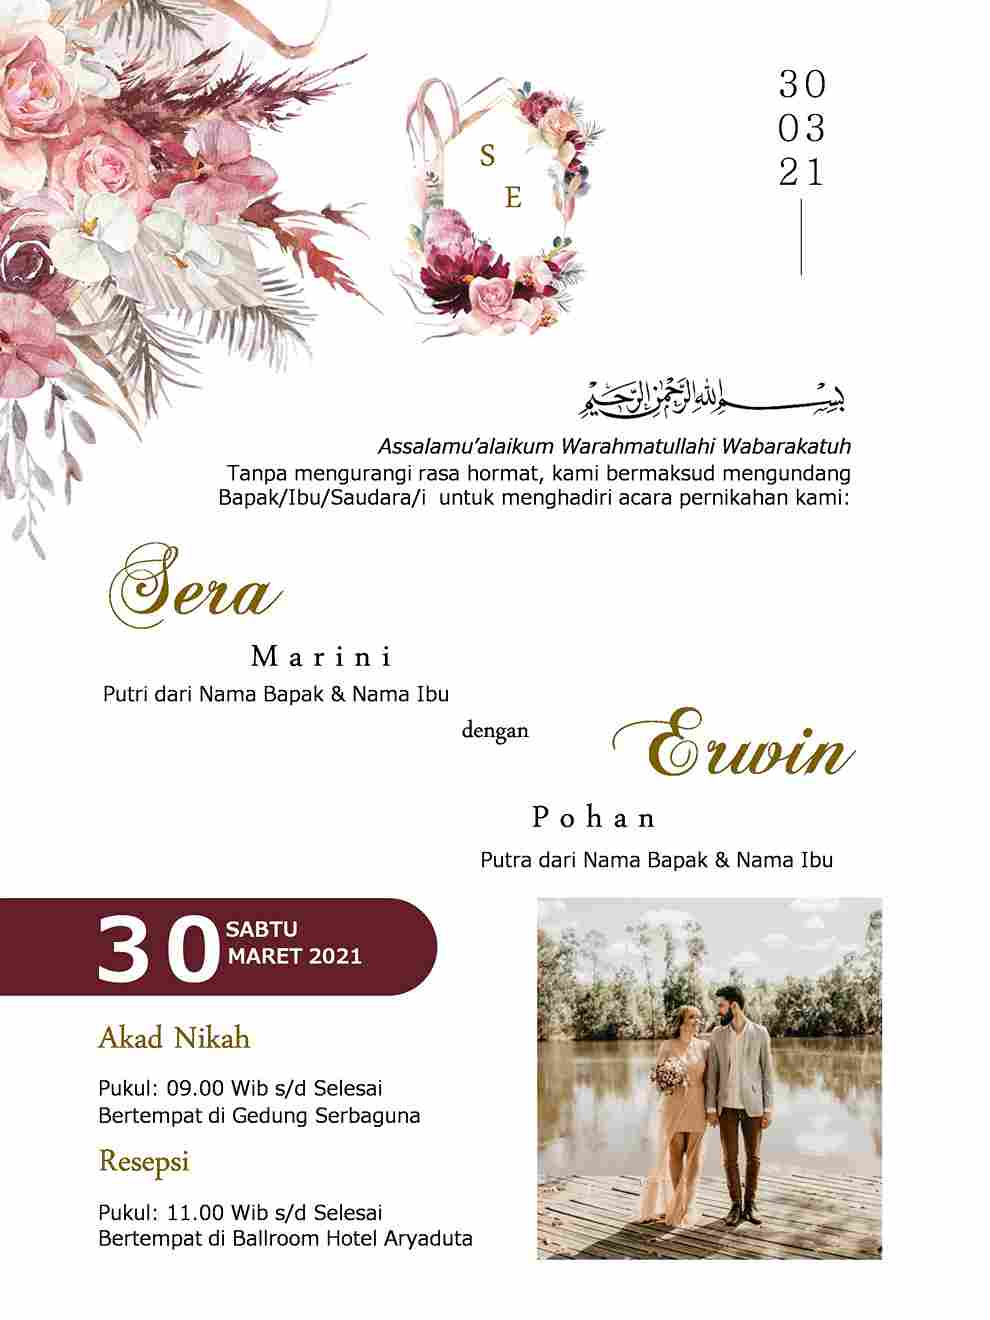 S
E
30
03
21
بِسْمِ اللهِ الرَّحْمٰنِ الرَّحِيْمِ
Assalamu’alaikum Warahmatullahi Wabarakatuh
Tanpa mengurangi rasa hormat, kami bermaksud mengundang
Bapak/Ibu/Saudara/i untuk menghadiri acara pernikahan kami:
Sera
Marini
Putri dari Nama Bapak & Nama Ibu
dengan
Erwin
Pohan
Putra dari Nama Bapak & Nama Ibu
30 SABTU
MARET 2021
Akad Nikah
Pukul: 09.00 Wib s/d Selesai
Bertempat di Gedung Serbaguna
Resepsi
Pukul: 11.00 Wib s/d Selesai
Bertempat di Ballroom Hotel Aryaduta